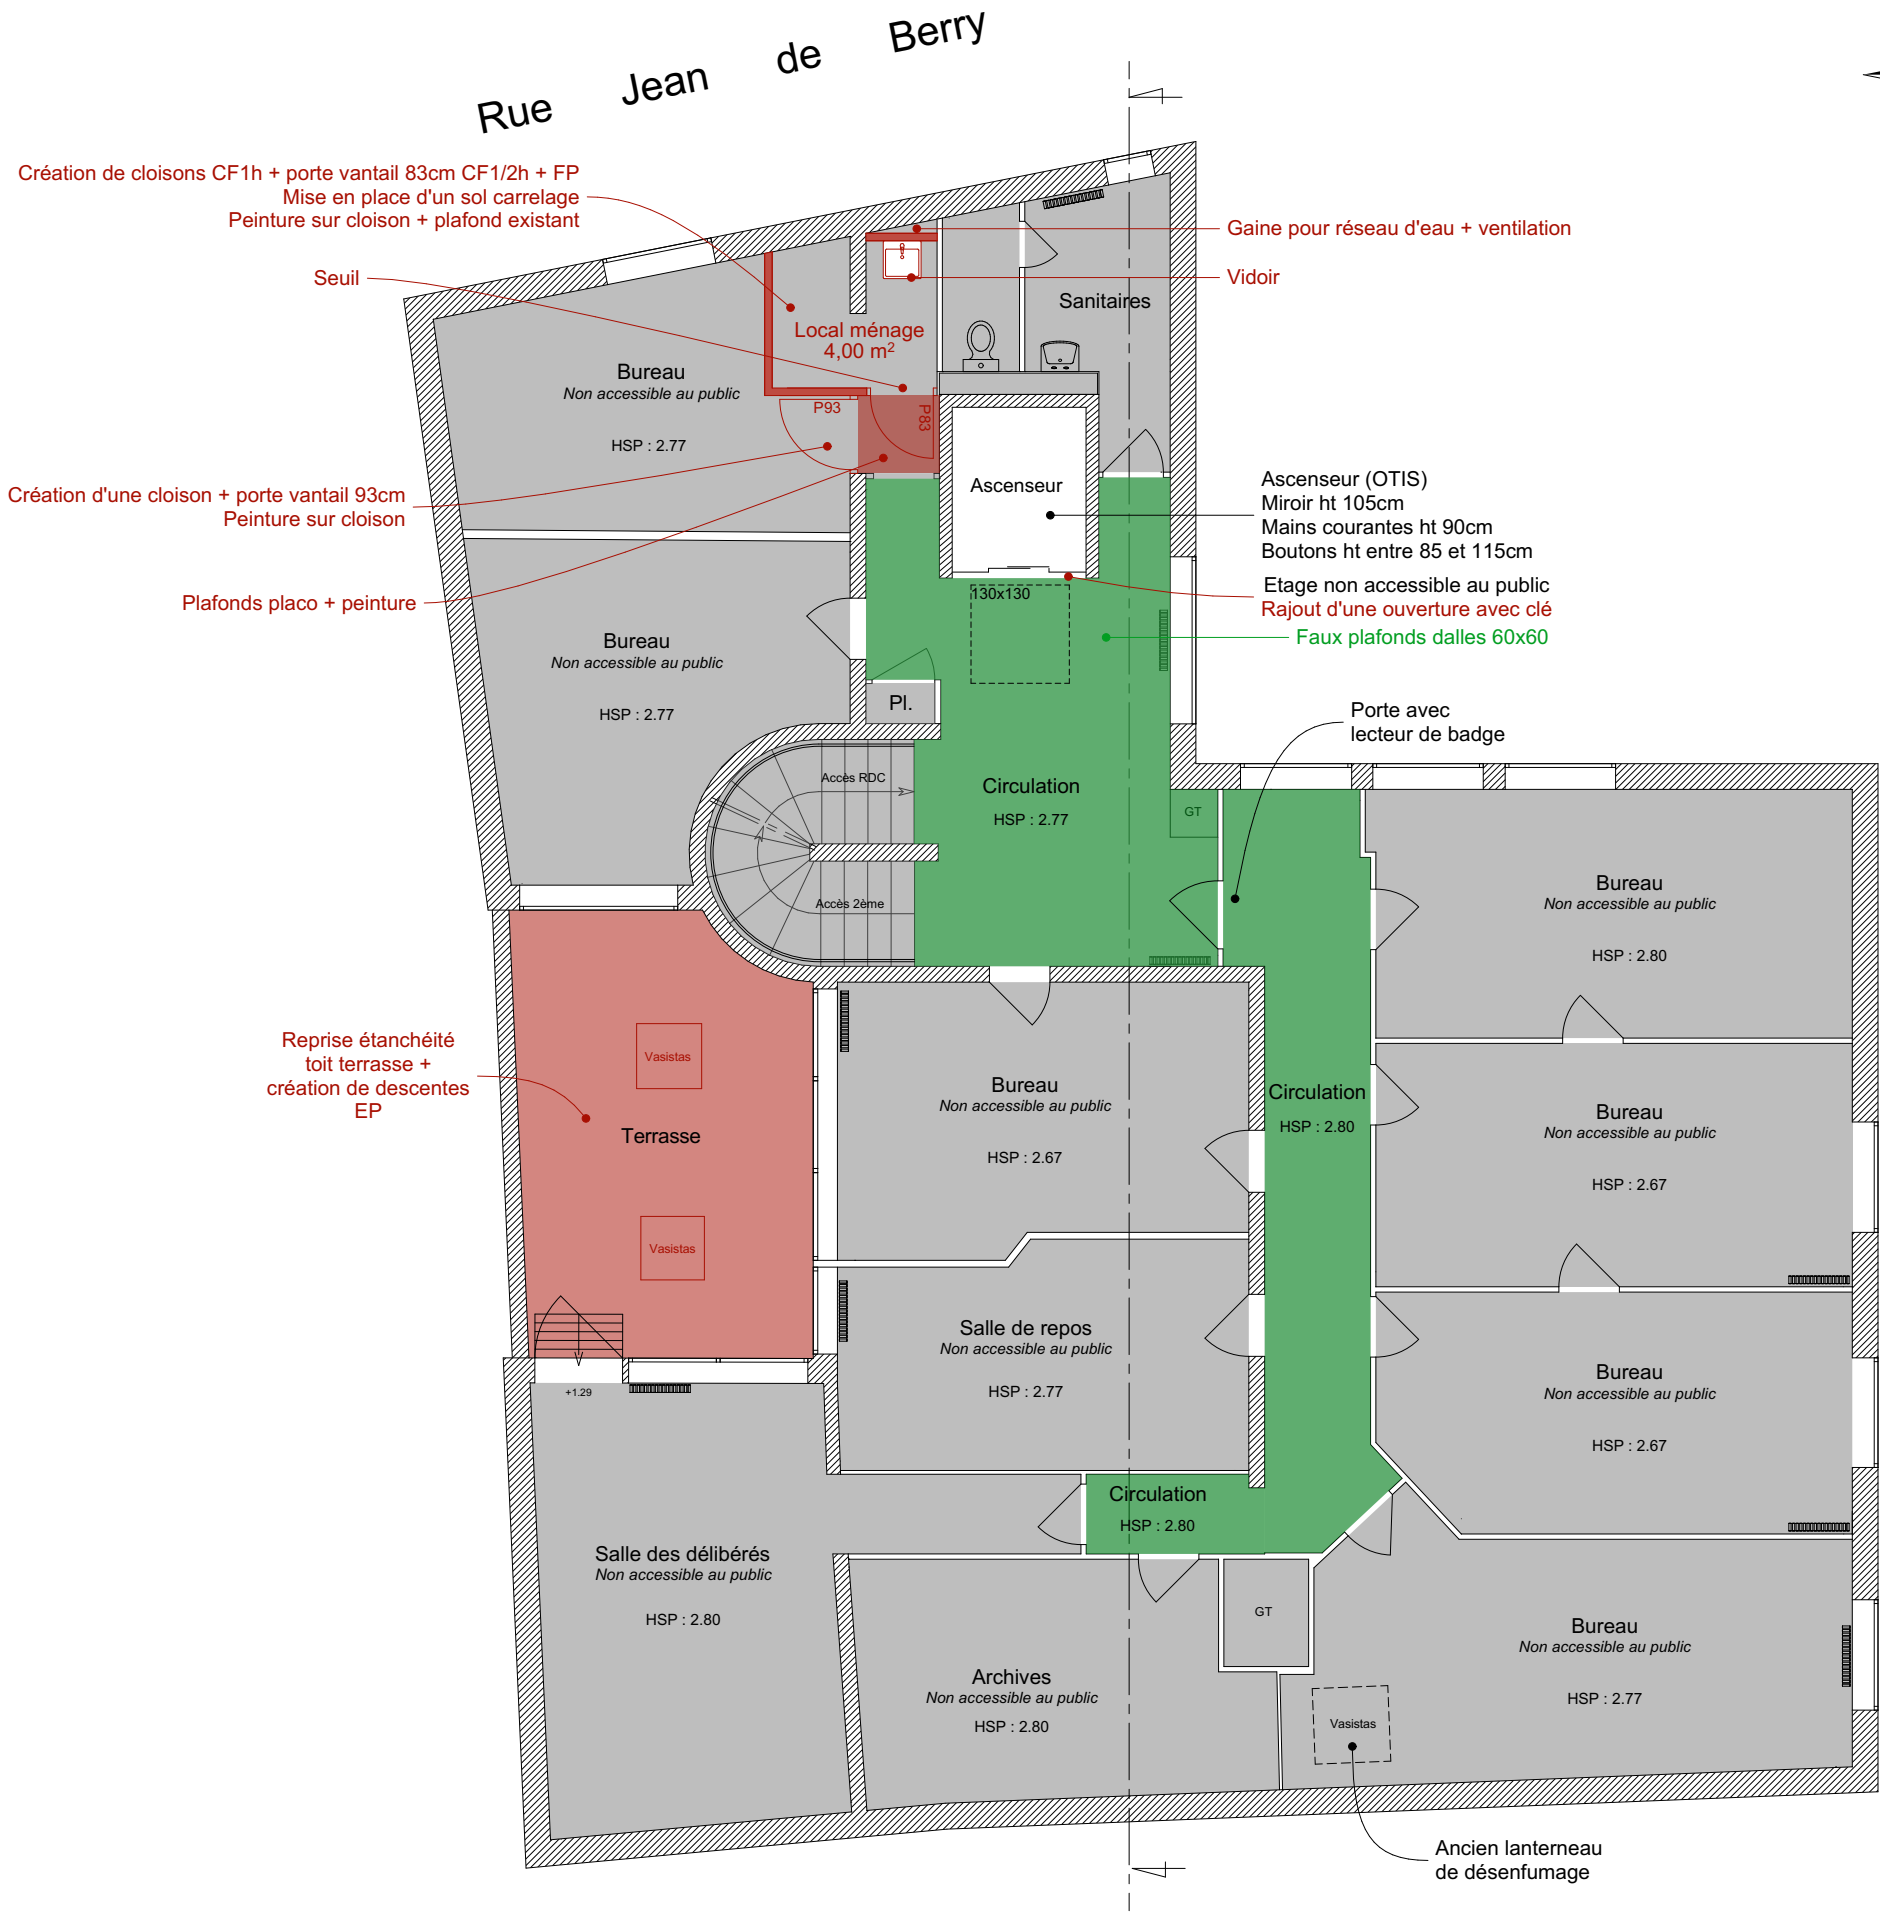 Rue Jean de Berry
Création de cloisons CF1h + porte vantail 83cm CF1/2h + FP
Mise en place d'un sol carrelage
Peinture sur cloison + plafond existant
Gaine pour réseau d'eau + ventilation
Seuil
Vidoir
Sanitaires
Local ménage
4,00 m²
Bureau
Non accessible au public
HSP : 2.77
P93
P83
Création d'une cloison + porte vantail 93cm
Peinture sur cloison
Ascenseur
Ascenseur (OTIS)
Miroir ht 105cm
Mains courantes ht 90cm
Boutons ht entre 85 et 115cm
Etage non accessible au public
Rajout d'une ouverture avec clé
Faux plafonds dalles 60x60
Plafonds placo + peinture
130x130
Bureau
Non accessible au public
HSP : 2.77
Pl.
Porte avec
lecteur de badge
Accès RDC
Circulation
HSP : 2.77
GT
Accès 2ème
Bureau
Non accessible au public
HSP : 2.80
Reprise étanchéité
toit terrasse +
création de descentes
EP
Vasistas
Terrasse
Vasistas
Bureau
Non accessible au public
HSP : 2.67
Circulation
HSP : 2.80
Bureau
Non accessible au public
HSP : 2.67
Salle de repos
Non accessible au public
HSP : 2.77
+1.29
Bureau
Non accessible au public
HSP : 2.67
Circulation
HSP : 2.80
Salle des délibérés
Non accessible au public
HSP : 2.80
GT
Archives
Non accessible au public
HSP : 2.80
Bureau
Non accessible au public
HSP : 2.77
Vasistas
Ancien lanterneau
de désenfumage